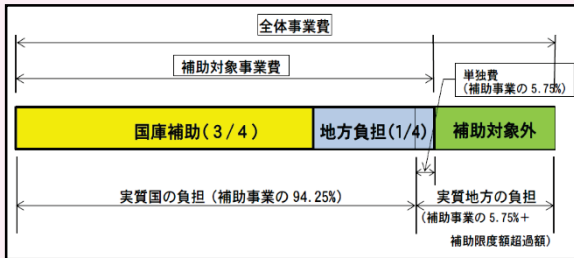 全体事業費
補助対象事業費
単独費
(補助事業の5.75%)
国庫補助(3/4)
地方負担(1/4)
補助対象外
実質国の負担(補助事業の94.25%)
実質地方の負担
(補助事業の5.75%+
補助限度額超過額)